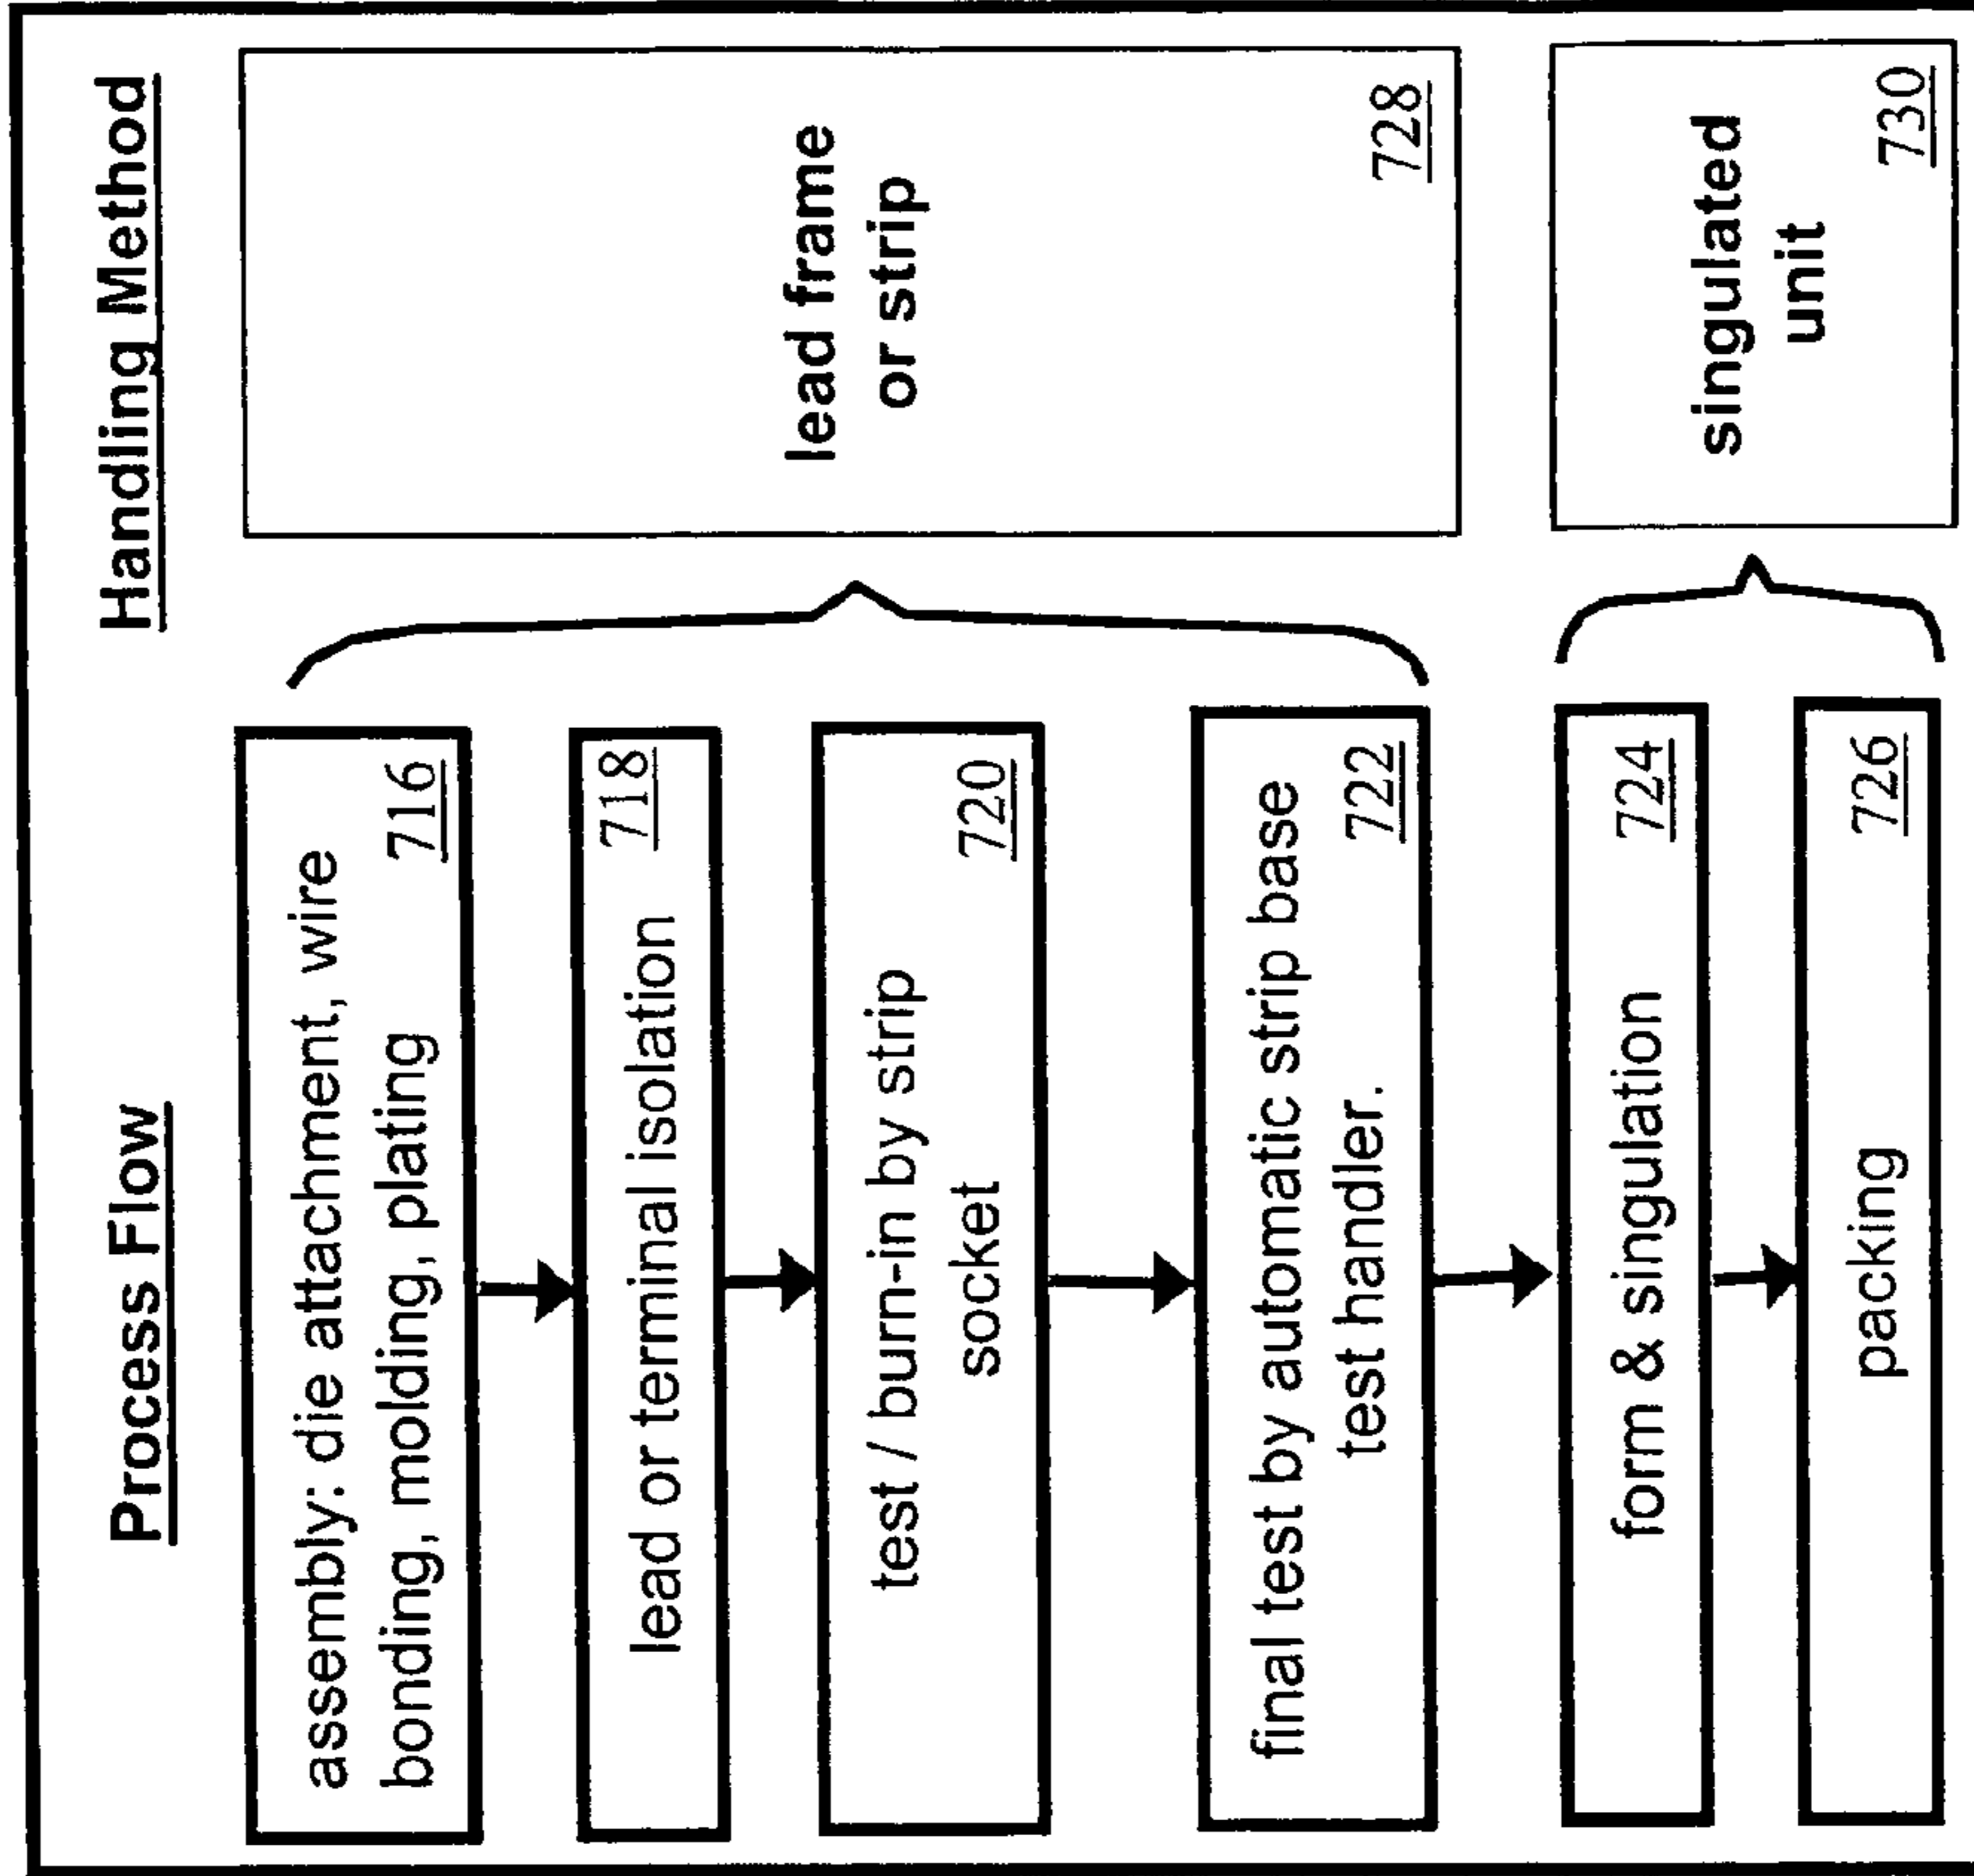 Process Flow
Handling Method
assembly: die attachment, wire
bonding, molding, plating
716
lead or terminal isolation
718
test / burn-in by strip
socket
720
final test by automatic strip base
test handler.
722
lead frame
or strip
728
form & singulation
724
packing
726
singulated
unit
730